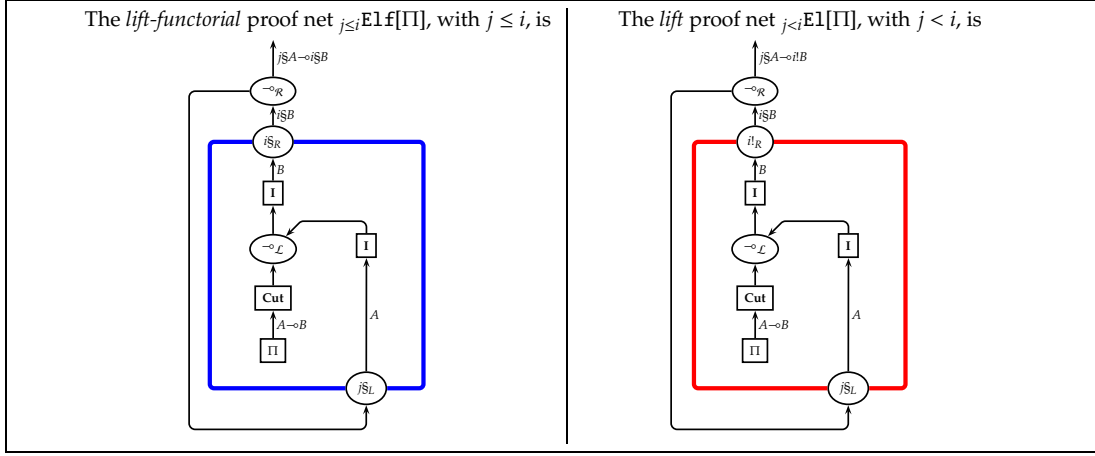 The lift-functorial proof net j≤iElf[Π], with j ≤ i, is
j§A⊸i§B
⊸R
i§B
i§R
B
I
⊸L
I
Cut
A
A⊸B
Π
j§L
The lift proof net j<iEl[Π], with j < i, is
j§A⊸i!B
⊸R
i§B
i!R
B
I
⊸L
I
Cut
A
A⊸B
Π
j§L